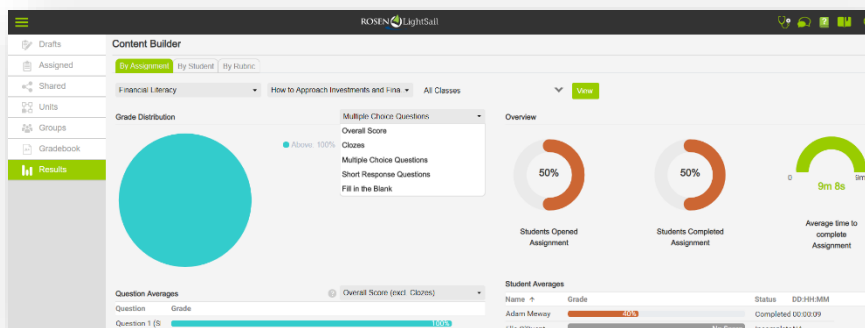 ROSEN LightSail
Drafts
Assigned
Shared
Units
Groups
Gradebook
Results
Content Builder
By Assignment By Student By Rubric
Financial Literacy How to Approach Investments and Fina. All Classes View
Grade Distribution
Above: 100%
Multiple Choice Questions
Overall Score
Clozes
Multiple Choice Questions
Short Response Questions
Fill in the Blank
Overview
50%
Students Opened
Assignment
50%
Students Completed
Assignment
0 9m
9m 8s
Average time to
complete
Assignment
Question Averages Overall Score (excl. Clozes)
Question Grade
Question 1 (S 100%
Student Averages
Name Grade Status DD:HH:MM
Adam Meway 40% Completed 00:00:09